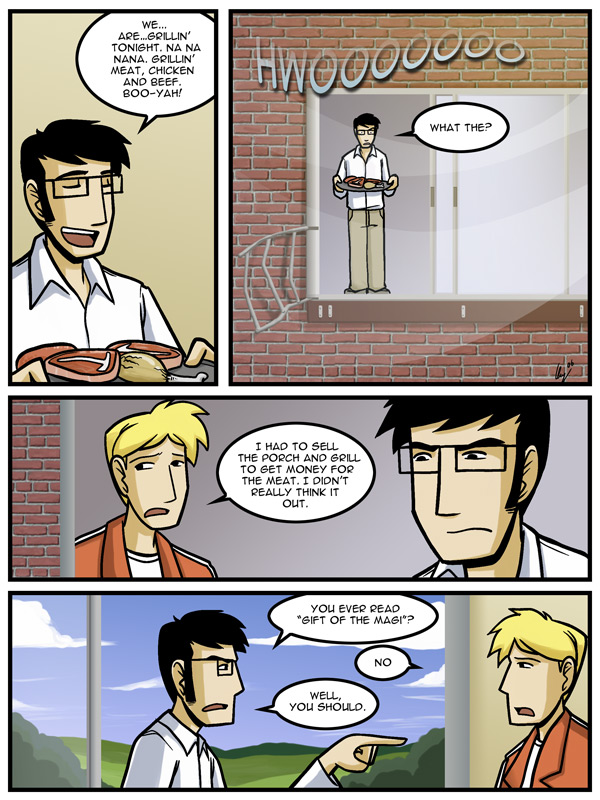 WE...
ARE...GRILLIN'
TONIGHT. NA NA
NANA. GRILLIN'
MEAT, CHICKEN
AND BEEF.
BOO-YAH!
HWOOOOOOO
WHAT THE?
I HAD TO SELL
THE PORCH AND GRILL
TO GET MONEY FOR
THE MEAT. I DIDN'T
REALLY THINK IT
OUT.
YOU EVER READ
"GIFT OF THE MAGI"?
NO
WELL,
YOU SHOULD.